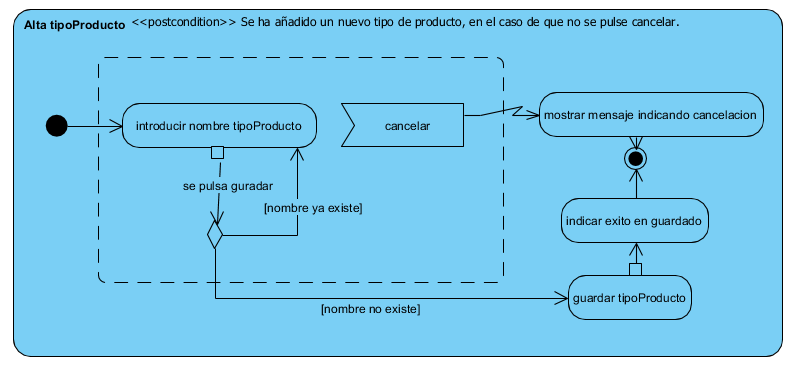 Alta tipoProducto <<postcondition>> Se ha añadido un nuevo tipo de producto, en el caso de que no se pulse cancelar.
introducir nombre tipoProducto
cancelar
mostrar mensaje indicando cancelacion
se pulsa guradar
[nombre ya existe]
indicar exito en guardado
guardar tipoProducto
[nombre no existe]